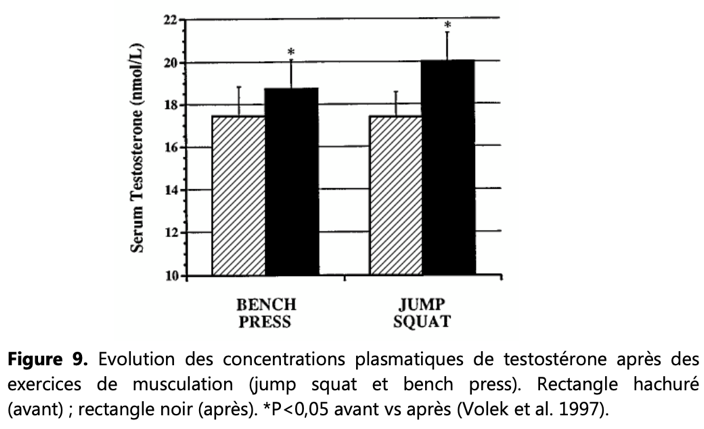 22
20
18
16
14
12
10
Serum Testosterone (nmol/L)
*
*
BENCH
PRESS
JUMP
SQUAT
Figure 9. Evolution des concentrations plasmatiques de testostérone après des
exercices de musculation (jump squat et bench press). Rectangle hachuré
(avant) ; rectangle noir (après). *P<0,05 avant vs après (Volek et al. 1997).